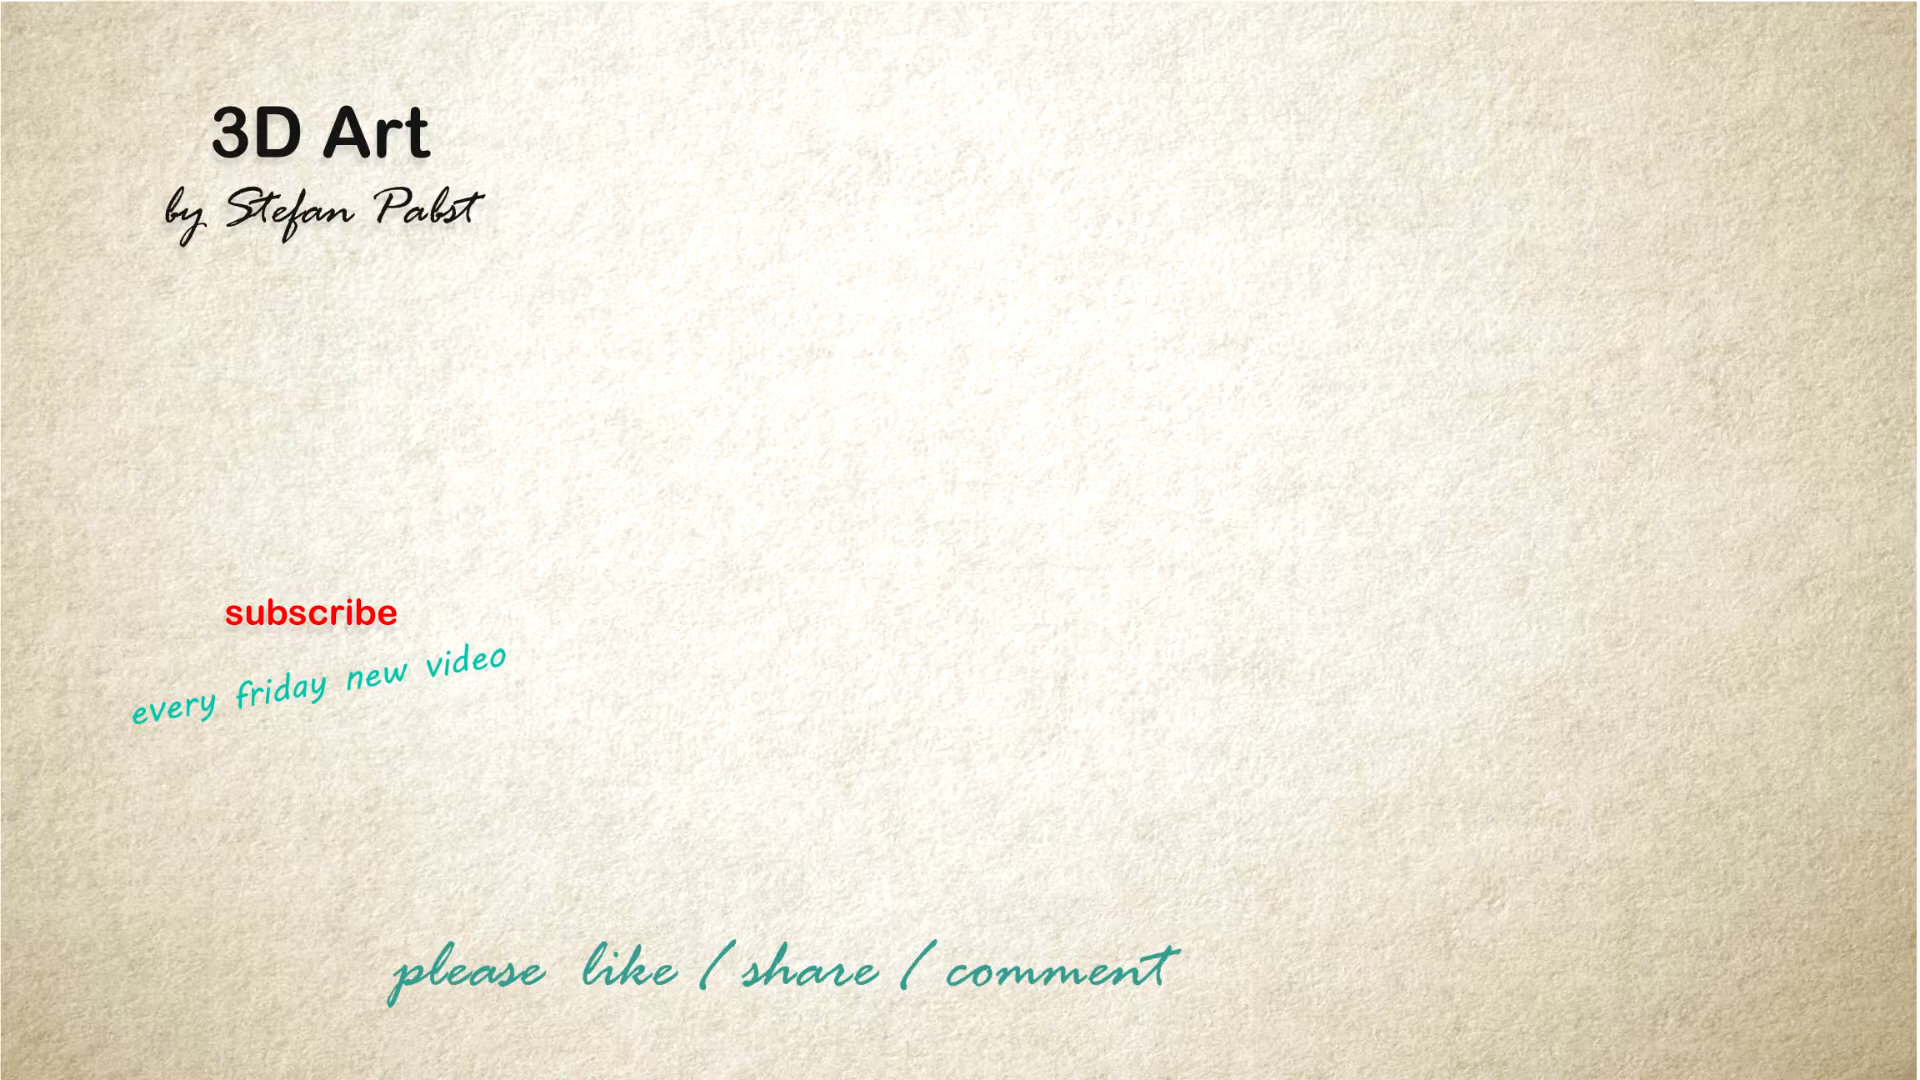 3D Art
by Stefan Pabst
subscribe
every friday new video
please like / share / comment